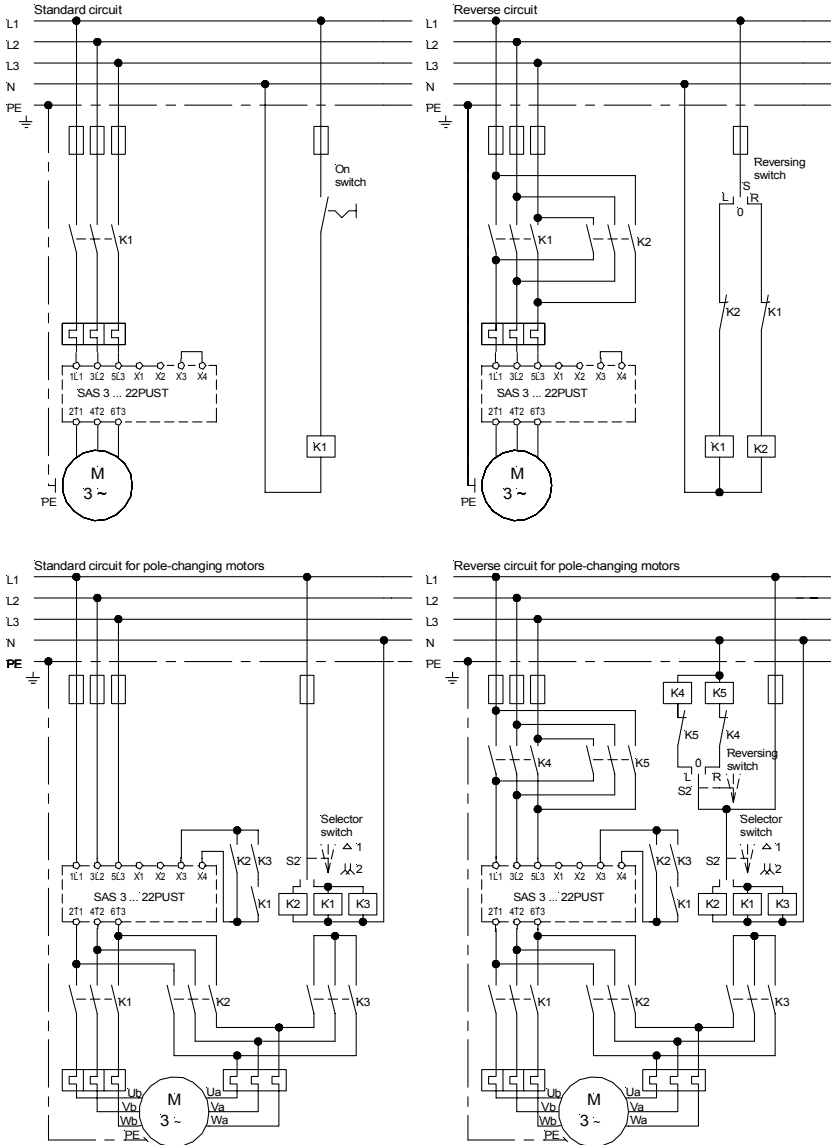 Standard circuit
L1
L2
L3
N
PE
On
switch
K1
1L1 3L2 5L3 X1 X2 X3 X4
SAS 3 ... 22PUST
2T1 4T2 6T3
K1
M
3 ~
PE
Reverse circuit
L1
L2
L3
N
PE
Reversing
switch
S
L R
0
K1 K2
K2 K1
1L1 3L2 5L3 X1 X2 X3 X4
SAS 3 ... 22PUST
2T1 4T2 6T3
K1 K2
M
3 ~
PE
Standard circuit for pole-changing motors
L1
L2
L3
N
PE
Selector
switch
1
S2
2
K2 K3
K1
1L1 3L2 5L3 X1 X2 X3 X4
SAS 3 ... 22PUST
2T1 4T2 6T3
K2 K1 K3
K1 K2 K3
Ub Ua
Vb Va
Wb Wa
M
3 ~
PE
Reverse circuit for pole-changing motors
L1
L2
L3
N
PE
K4 K5
K5 K4
Reversing
switch
0
L R
S2
K4 K5
Selector
switch
1
S2
2
K2 K3
K1
1L1 3L2 5L3 X1 X2 X3 X4
SAS 3 ... 22PUST
2T1 4T2 6T3
K2 K1 K3
K1 K2 K3
Ub Ua
Vb Va
Wb Wa
M
3 ~
PE